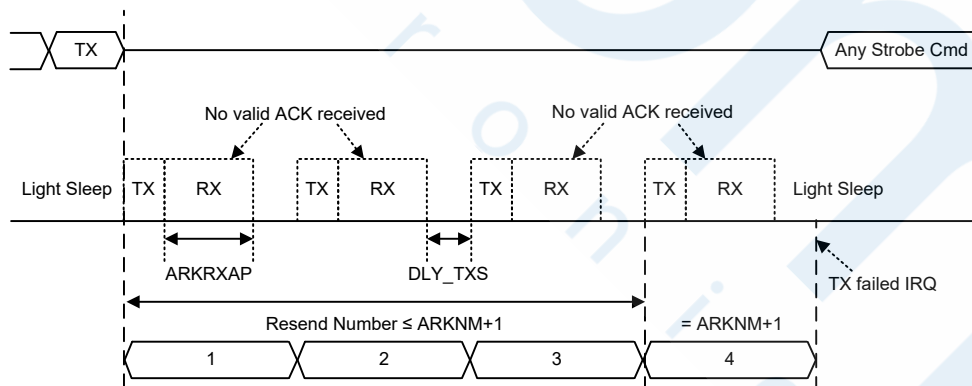 TX
Any Strobe Cmd
No valid ACK received
No valid ACK received
Light Sleep
TX
RX
TX
RX
TX
RX
TX
RX
Light Sleep
ARKRXAP
DLY_TXS
TX failed IRQ
Resend Number ≤ ARKNM+1
= ARKNM+1
1
2
3
4